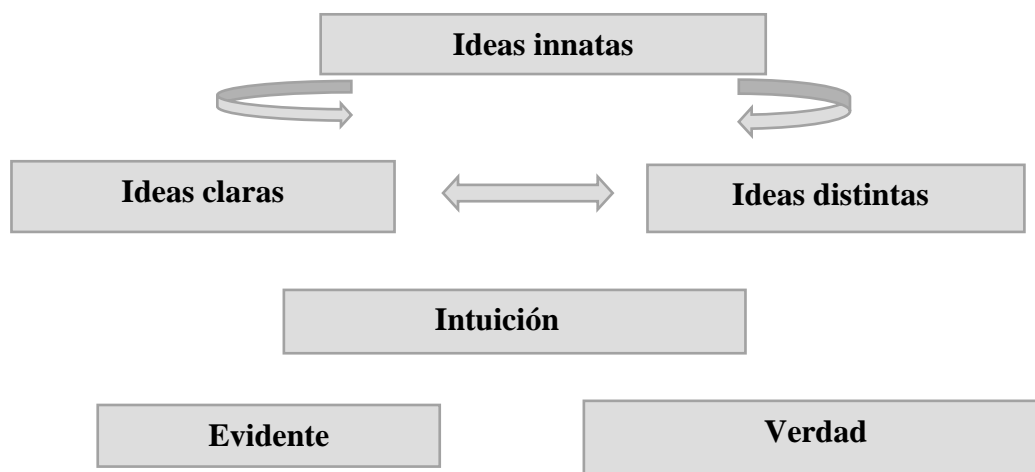 Ideas innatas
Ideas claras
Ideas distintas
Intuición
Evidente
Verdad